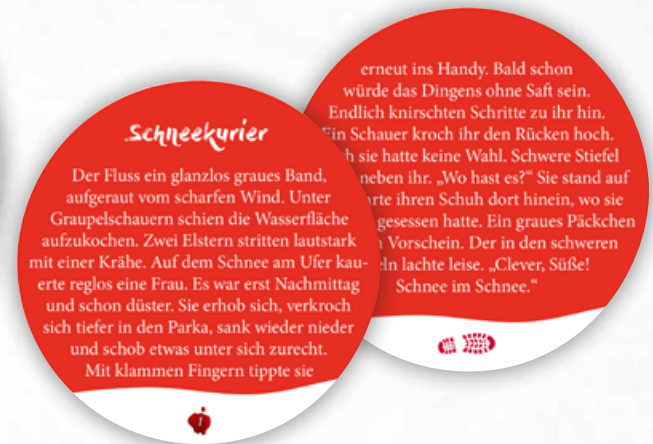 Schneekurier
Der Fluss ein glanzlos graues Band,
aufgeraut vom scharfen Wind. Unter
Graupelschauern schien die Wasserfläche
aufzukochen. Zwei Elstern stritten lautstark
mit einer Krähe. Auf dem Schnee am Ufer kau-
erte reglos eine Frau. Es war erst Nachmittag
und schon düster. Sie erhob sich, verkroch
sich tiefer in den Parka, sank wieder nieder
und schob etwas unter sich zurecht.
Mit klammen Fingern tippte sie
1
erneut ins Handy. Bald schon
würde das Dingens ohne Saft sein.
Endlich knirschten Schritte zu ihr hin.
Ein Schauer kroch ihr den Rücken hoch.
sie hatte keine Wahl. Schwere Stiefel
neben ihr. „Wo hast es?“ Sie stand auf
ihren Schuh dort hinein, wo sie
gesessen hatte. Ein graues Päckchen
Vorschein. Der in den schweren
lachte leise. „Clever, Süße!
Schnee im Schnee.“